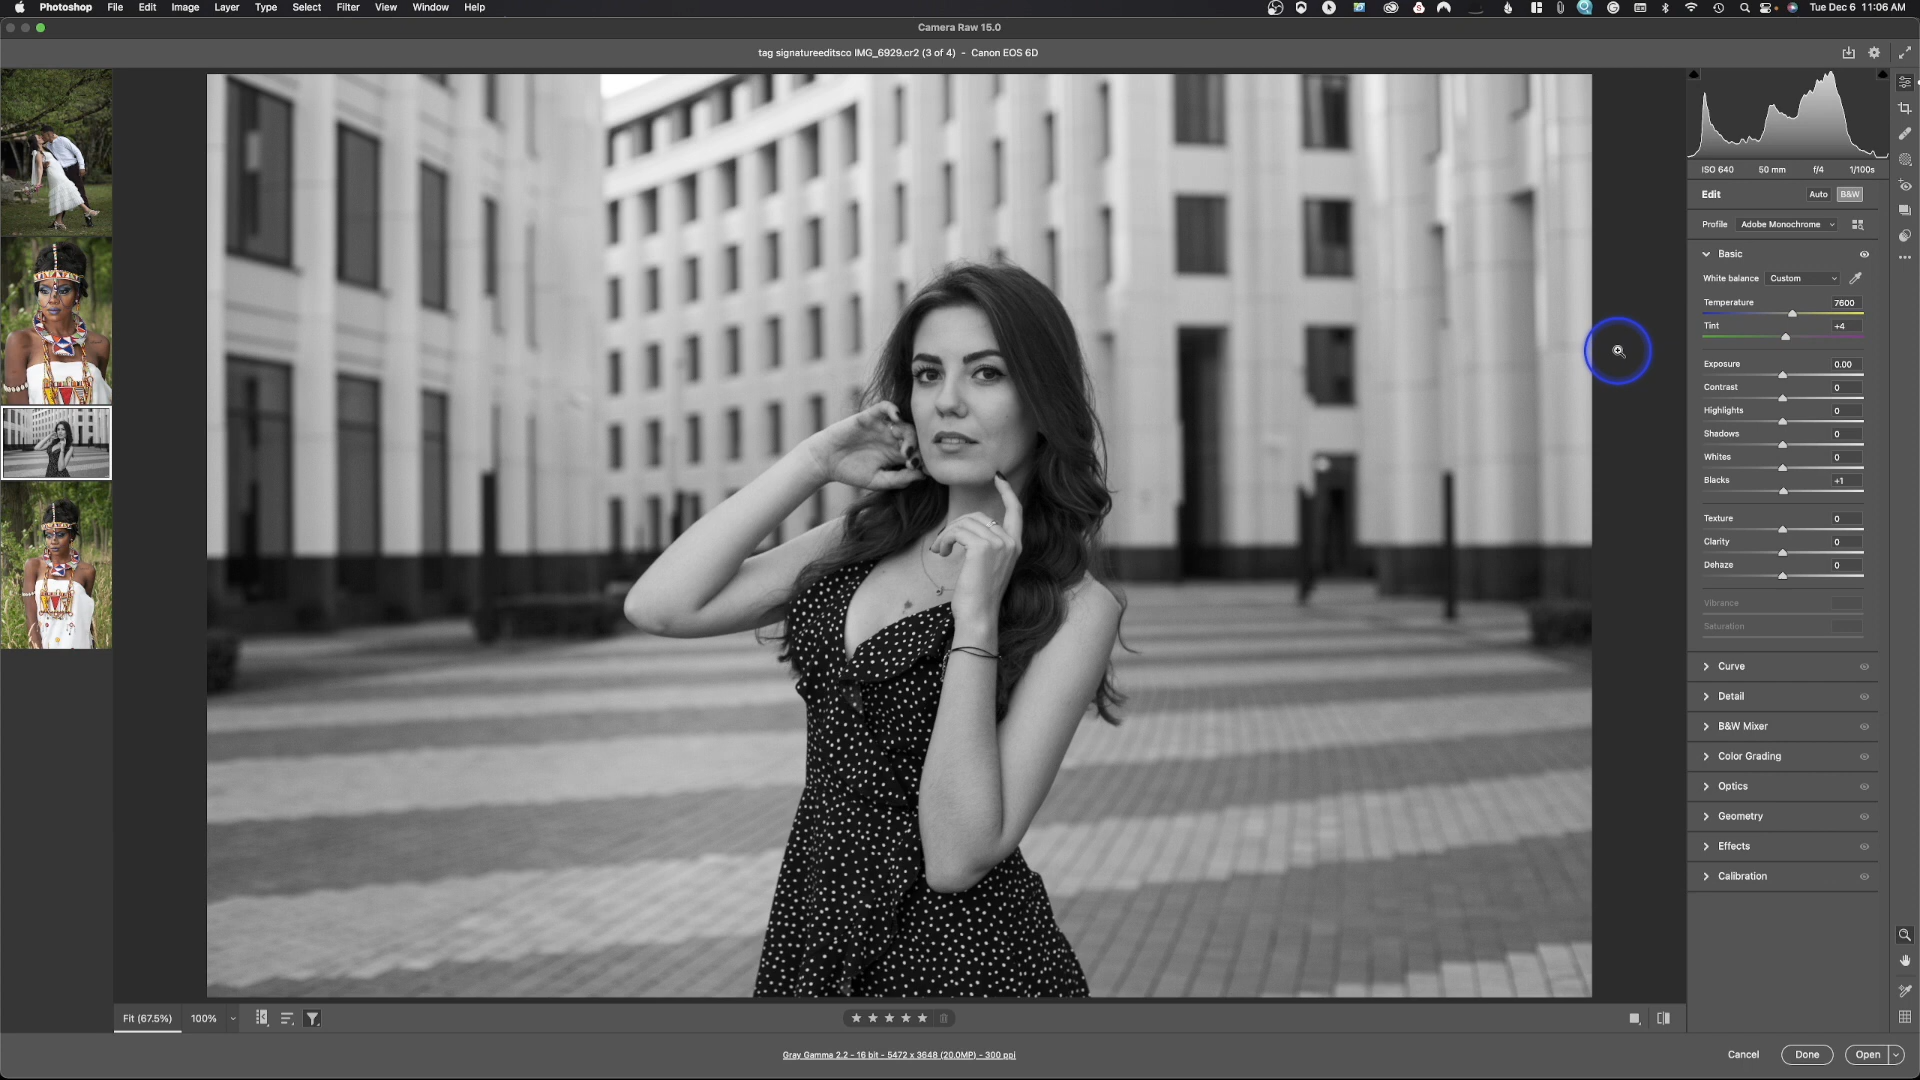 Photoshop File Edit Image Layer Type Select Filter View Window Help Tue Dec 6 11:06 AM
Camera Raw 15.0
tag signatureeditsco IMG_6929.cr2 (3 of 4) - Canon EOS 6D
ISO 640 50 mm f/4 1/100s
Edit Auto B&W
Profile Adobe Monochrome
Basic
White balance Custom
Temperature 7600
Tint +4
Exposure 0.00
Contrast 0
Highlights 0
Shadows 0
Whites 0
Blacks +1
Texture 0
Clarity 0
Dehaze 0
Vibrance
Saturation
Curve
Detail
B&W Mixer
Color Grading
Optics
Geometry
Effects
Calibration
Fit (67.5%) 100%
Gray Gamma 2.2 - 16 bit - 5472 x 3648 (20.0MP) - 300 ppi
Cancel Done Open